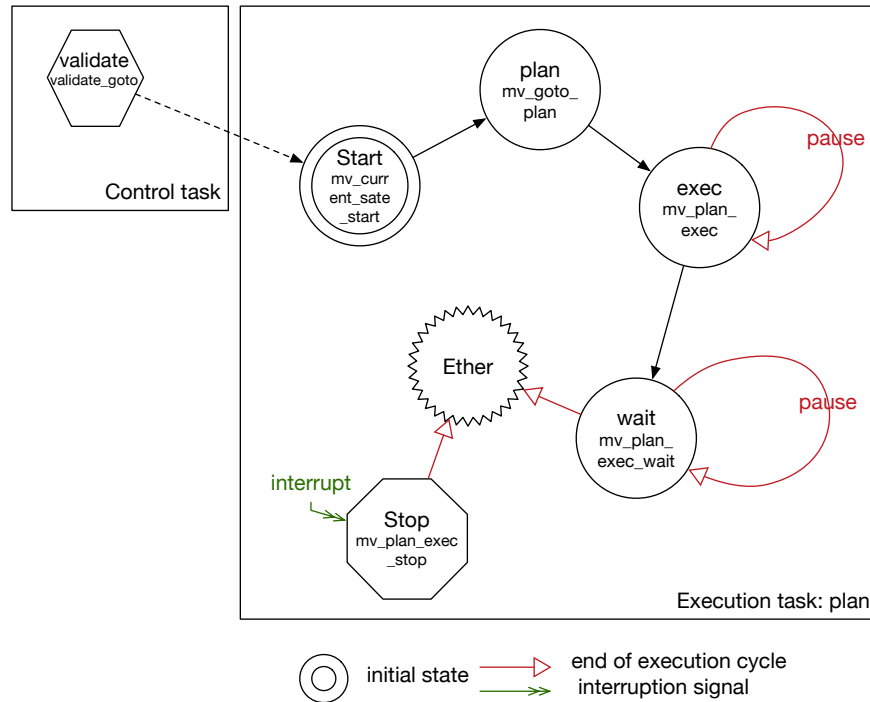 validate
validate_goto
Control task
plan
mv_goto_
plan
Start
mv_curr
ent_sate
_start
exec
mv_plan_
exec
pause
Ether
wait
mv_plan_
exec_wait
pause
interrupt
Stop
mv_plan_exec
_stop
Execution task: plan
initial state
end of execution cycle
interruption signal